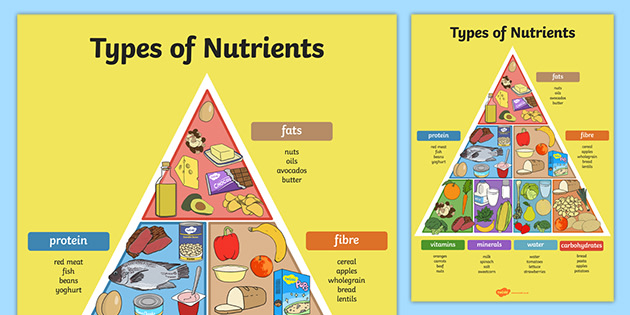 Types of Nutrients
fats
nuts
oils
avocados
butter
protein
red meat
fish
beans
yoghurt
fibre
cereal
apples
wholegrain
bread
lentils
Types of Nutrients
fats
nuts
oils
avocados
butter
protein
red meat
fish
beans
yoghurt
fibre
cereal
apples
wholegrain
bread
lentils
vitamins
oranges
carrots
beef
nuts
minerals
milk
spinach
salt
sweetcorn
water
water
tomatoes
lettuce
strawberries
carbohydrates
bread
pasta
apples
potatoes